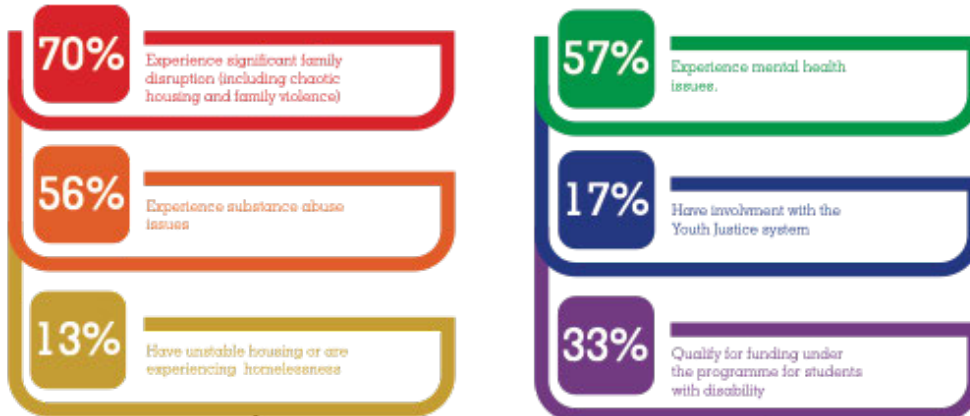 70%
Experience significant family
disruption (including chaotic
housing and family violence)
56%
Experience substance abuse
issues
13%
Have unstable housing or are
experiencing homelessness
57%
Experience mental health
issues.
17%
Have involvment with the
Youth Justice system
33%
Qualify for funding under
the programme for students
with disability